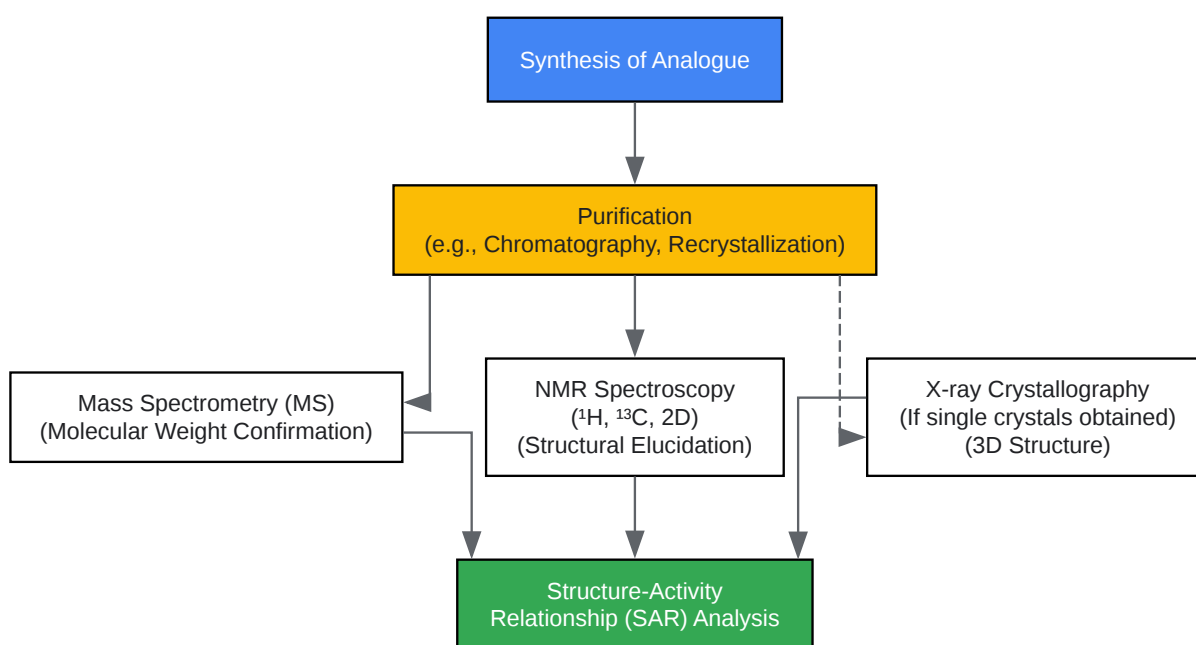 Synthesis of Analogue
Purification
(e.g., Chromatography, Recrystallization)
Mass Spectrometry (MS)
(Molecular Weight Confirmation)
NMR Spectroscopy
(¹H, ¹³C, 2D)
(Structural Elucidation)
X-ray Crystallography
(If single crystals obtained)
(3D Structure)
Structure-Activity
Relationship (SAR) Analysis